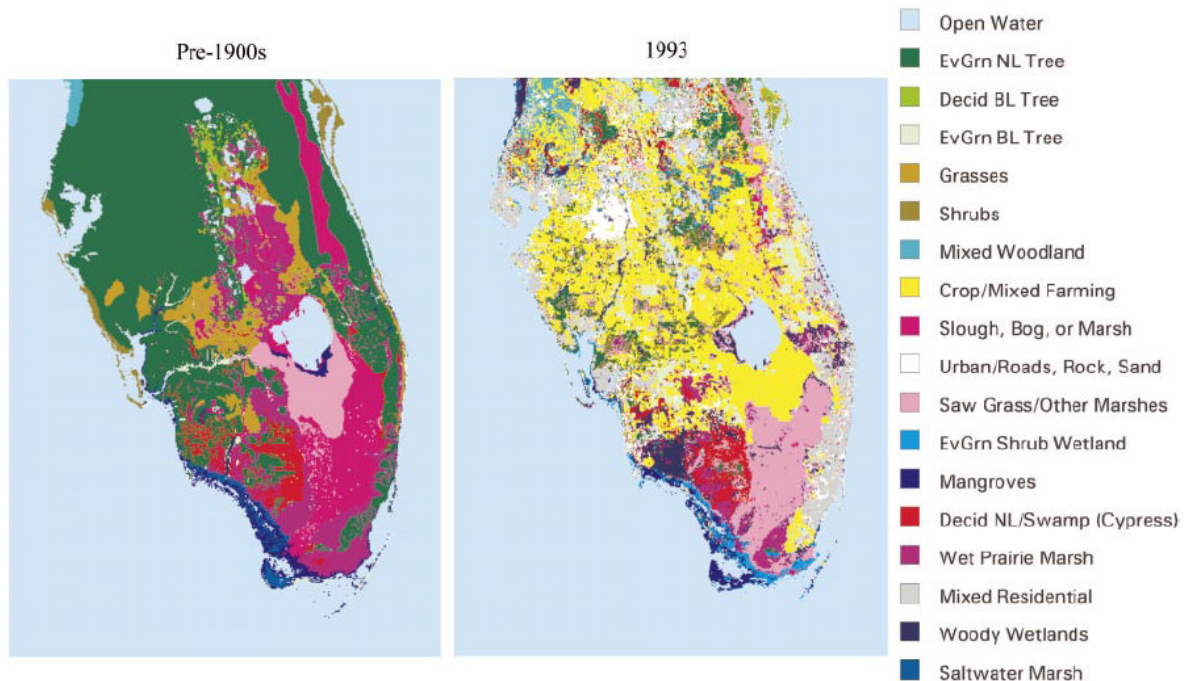 Pre-1900s
1993
Open Water
EvGrn NL Tree
Decid BL Tree
EvGrn BL Tree
Grasses
Shrubs
Mixed Woodland
Crop/Mixed Farming
Slough, Bog, or Marsh
Urban/Roads, Rock, Sand
Saw Grass/Other Marshes
EvGrn Shrub Wetland
Mangroves
Decid NL/Swamp (Cypress)
Wet Prairie Marsh
Mixed Residential
Woody Wetlands
Saltwater Marsh